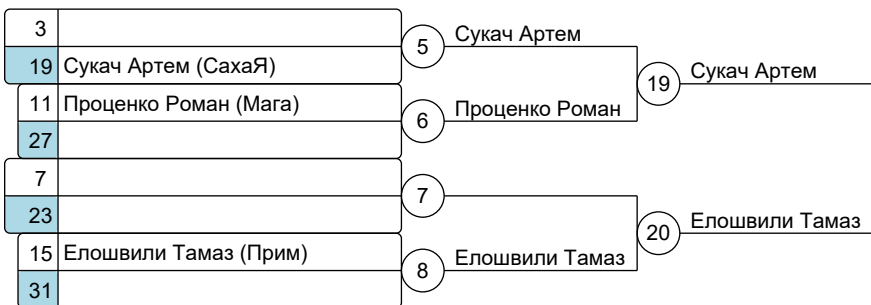 3
5 Сукач Артем
19 Сукач Артем (СахаЯ)
19 Сукач Артем
11 Проценко Роман (Мага)
6 Проценко Роман
27
7
7
23
20 Елошвили Тамаз
15 Елошвили Тамаз (Прим)
8 Елошвили Тамаз
31